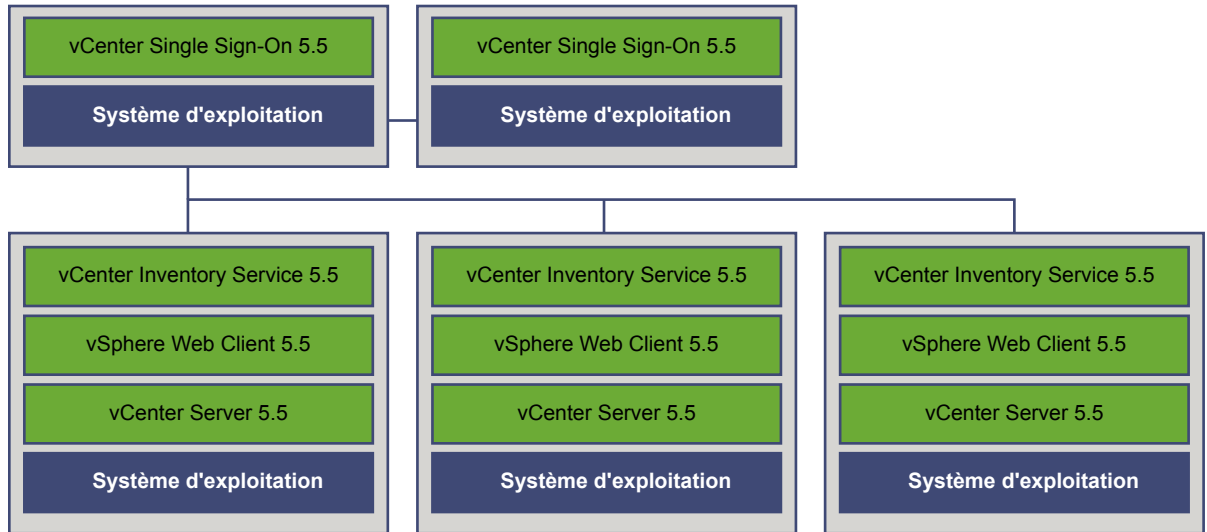 vCenter Single Sign-On 5.5
Système d'exploitation
vCenter Single Sign-On 5.5
Système d'exploitation
vCenter Inventory Service 5.5
vSphere Web Client 5.5
vCenter Server 5.5
Système d'exploitation
vCenter Inventory Service 5.5
vSphere Web Client 5.5
vCenter Server 5.5
Système d'exploitation
vCenter Inventory Service 5.5
vSphere Web Client 5.5
vCenter Server 5.5
Système d'exploitation